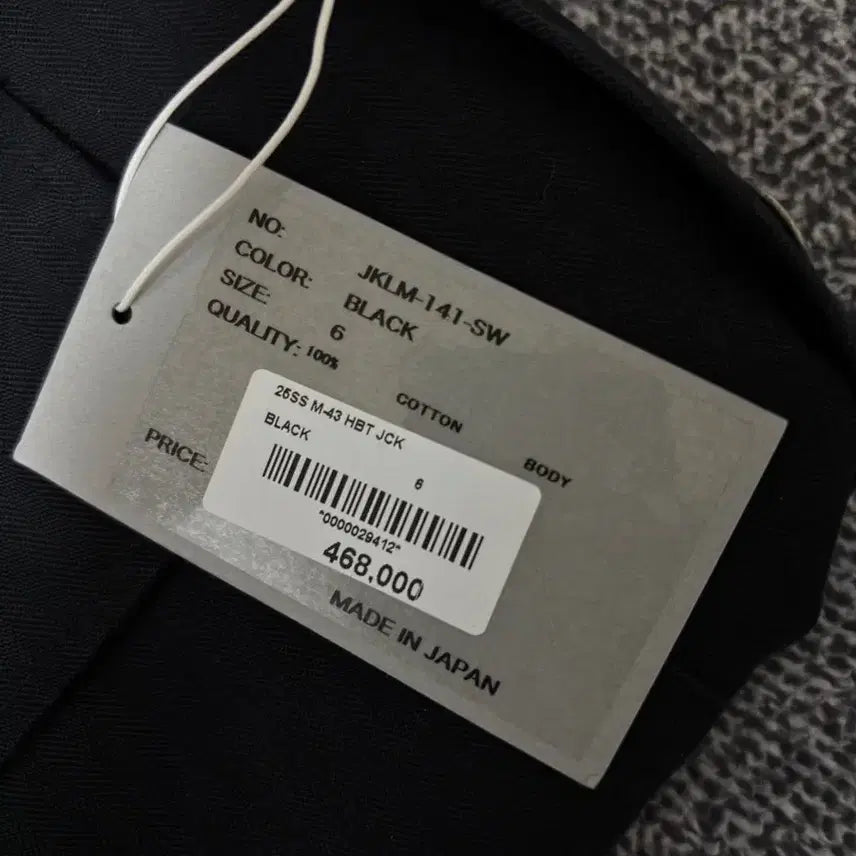 NO: JKLM-141-SW
COLOR: BLACK
SIZE: 6
QUALITY: 100% COTTON BODY
PRICE:
25SS M-43 HBT JCK
BLACK 6
*0000029412*
468,000
MADE IN JAPAN